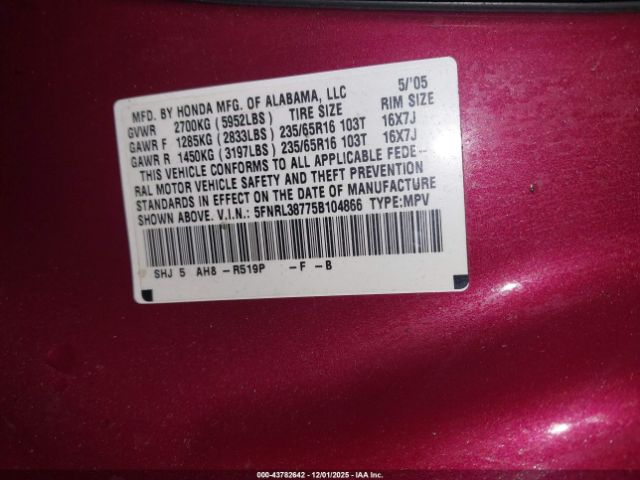 MFD. BY HONDA MFG. OF ALABAMA, LLC 5/'05
GVWR 2700KG (5952LBS) TIRE SIZE RIM SIZE
GAWR F 1285KG (2833LBS) 235/65R16 103T 16X7J
GAWR R 1450KG (3197LBS) 235/65R16 103T 16X7J
THIS VEHICLE CONFORMS TO ALL APPLICABLE FEDE-
RAL MOTOR VEHICLE SAFETY AND THEFT PREVENTION
STANDARDS IN EFFECT ON THE DATE OF MANUFACTURE
SHOWN ABOVE. V.I.N.: 5FNRL38775B104866 TYPE:MPV
SHJ 5 AH8-R519P -F-B
000-43782642 - 12/01/2025 - IAA Inc.